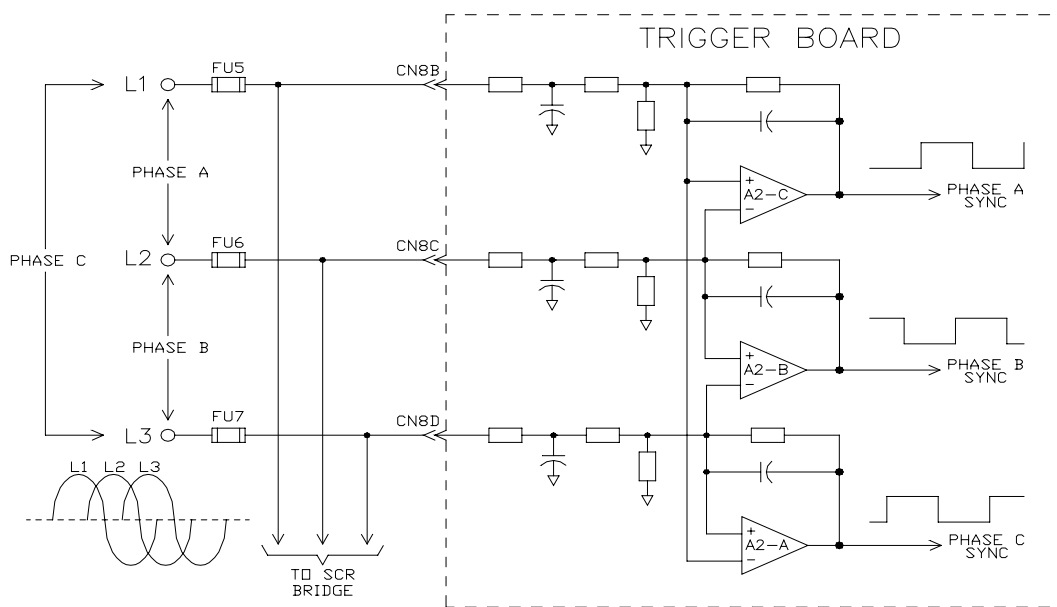 TRIGGER BOARD
L1
FU5
CN8B
PHASE A
+
A2-C
-
PHASE A
SYNC
PHASE C
L2
FU6
CN8C
PHASE B
+
A2-B
-
PHASE B
SYNC
L3
FU7
CN8D
L1 L2 L3
+
A2-A
-
PHASE C
SYNC
TO SCR
BRIDGE